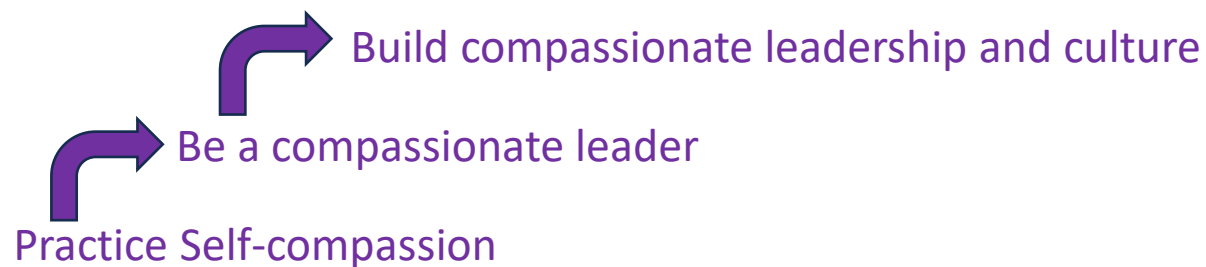 Build compassionate leadership and culture
Be a compassionate leader
Practice Self-compassion